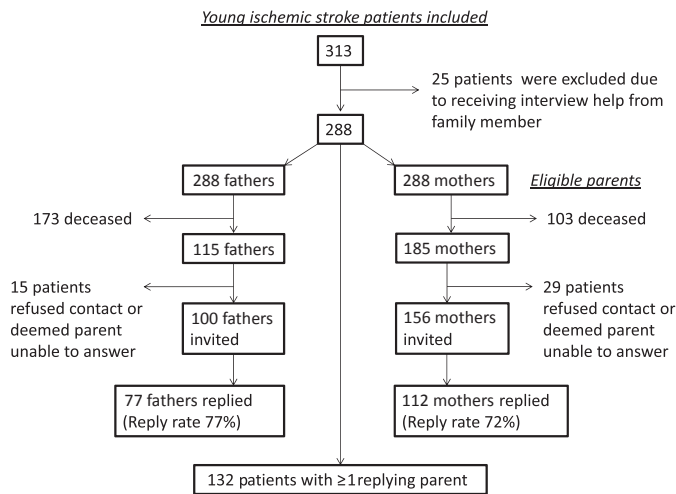 Young ischemic stroke patients included
313
25 patients were excluded due
to receiving interview help from
family member
288
288 fathers
288 mothers
Eligible parents
173 deceased
103 deceased
115 fathers
185 mothers
15 patients
refused contact or
deemed parent
unable to answer
100 fathers
invited
156 mothers
invited
29 patients
refused contact or
deemed parent
unable to answer
77 fathers replied
(Reply rate 77%)
112 mothers replied
(Reply rate 72%)
132 patients with ≥1 replying parent